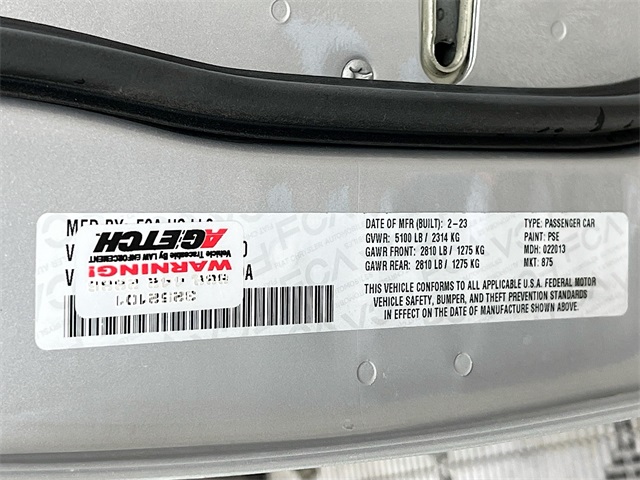 MFD BY: FCA US LLC
DATE OF MFR (BUILT): 2-23
TYPE: PASSENGER CAR
GVWR: 5100 LB / 2314 KG
PAINT: PSE
GAWR FRONT: 2810 LB / 1275 KG
MDH: 022013
GAWR REAR: 2810 LB / 1275 KG
MKT: 875
THIS VEHICLE CONFORMS TO ALL APPLICABLE U.S.A. FEDERAL MOTOR
VEHICLE SAFETY, BUMPER, AND THEFT PREVENTION STANDARDS
IN EFFECT ON THE DATE OF MANUFACTURE SHOWN ABOVE.
WARNING!
Vehicle Traceable By LAW ENFORCEMENT
AGETCH